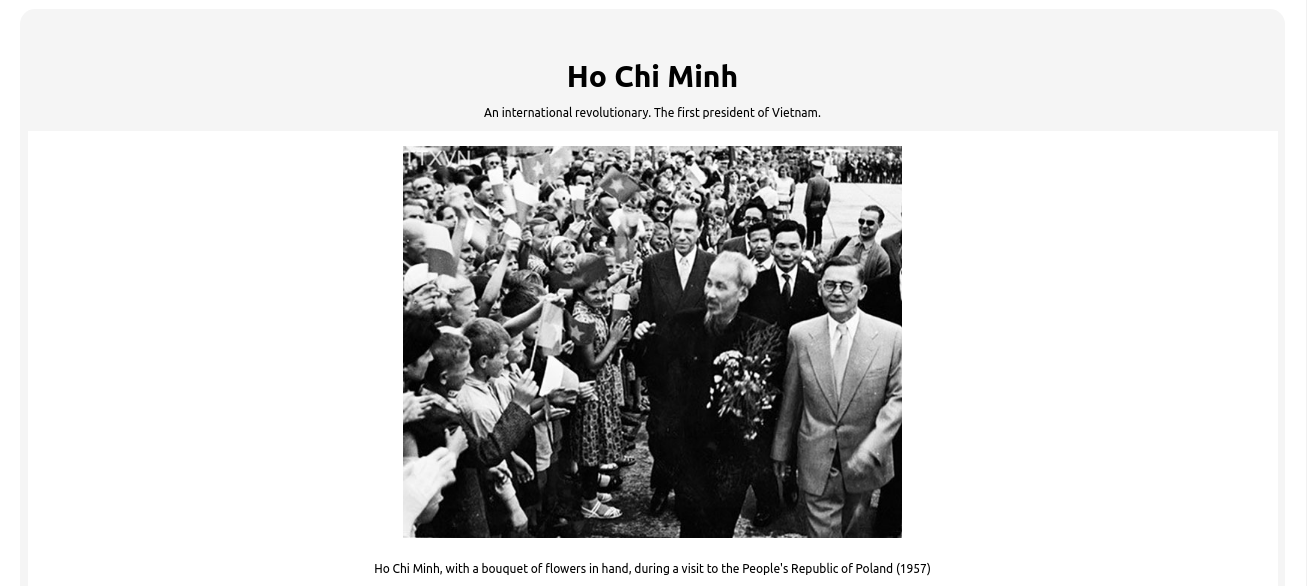 Ho Chi Minh
An international revolutionary. The first president of Vietnam.
Ho Chi Minh, with a bouquet of flowers in hand, during a visit to the People's Republic of Poland (1957)